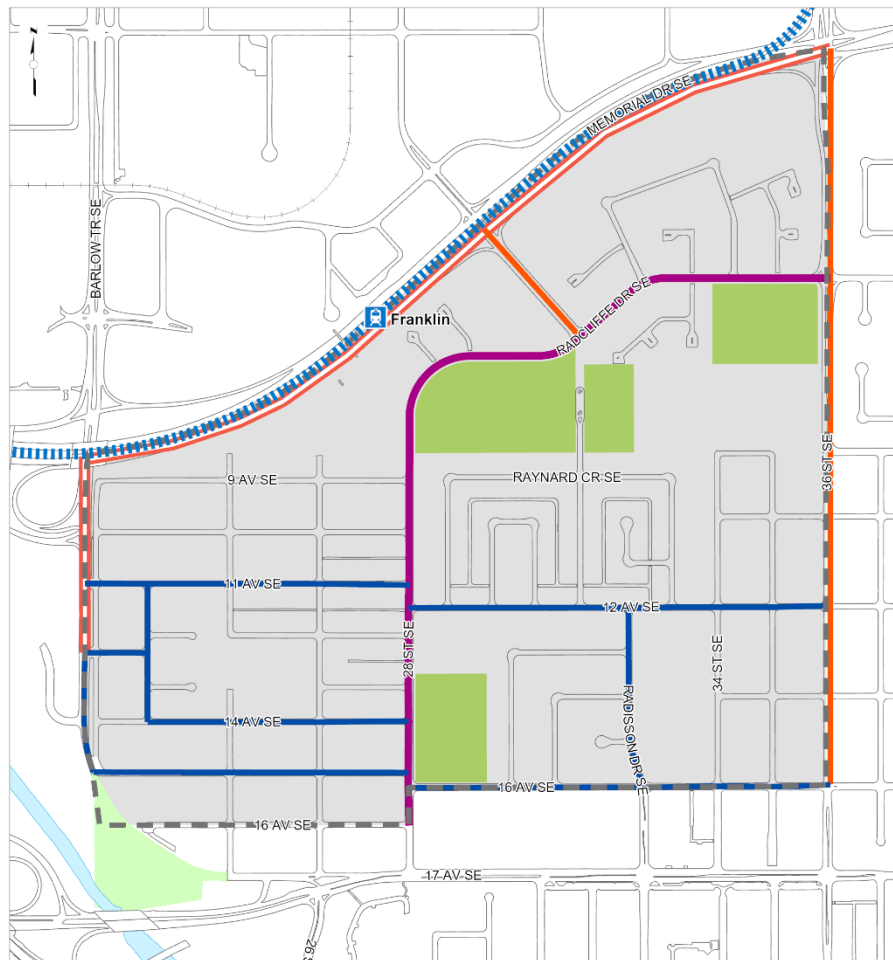 MEMORIAL DR SE
BARLOW TR SE
Franklin
RADCLIFFE DR SE
9 AV SE
RAYNARD CR SE
36 ST SE
11 AV SE
12 AV SE
28 ST SE
34 ST SE
14 AV SE
RADISSON DR SE
16 AV SE
16 AV SE
17 AV SE